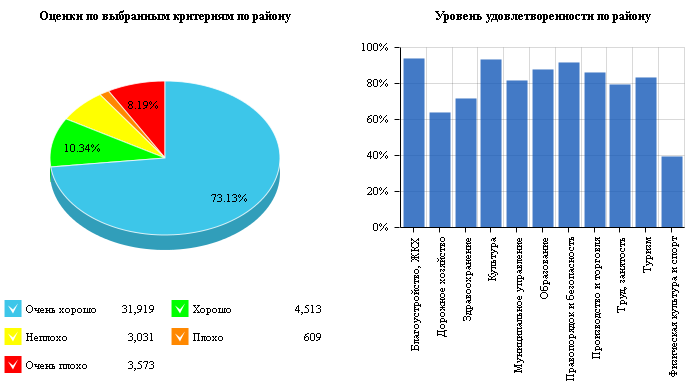 Оценки по выбранным критериям по району
8.19%
10.34%
73.13%
Очень хорошо 31,919
Хорошо 4,513
Неплохо 3,031
Плохо 609
Очень плохо 3,573
Уровень удовлетворенности по району
100%
80%
60%
40%
20%
0%
Благоустройство, ЖКХ
Дорожное хозяйство
Здравоохранение
Культура
Муниципальное управление
Образование
Правопорядок и безопасность
Производство и торговля
Труд, занятость
Туризм
Физическая культура и спорт